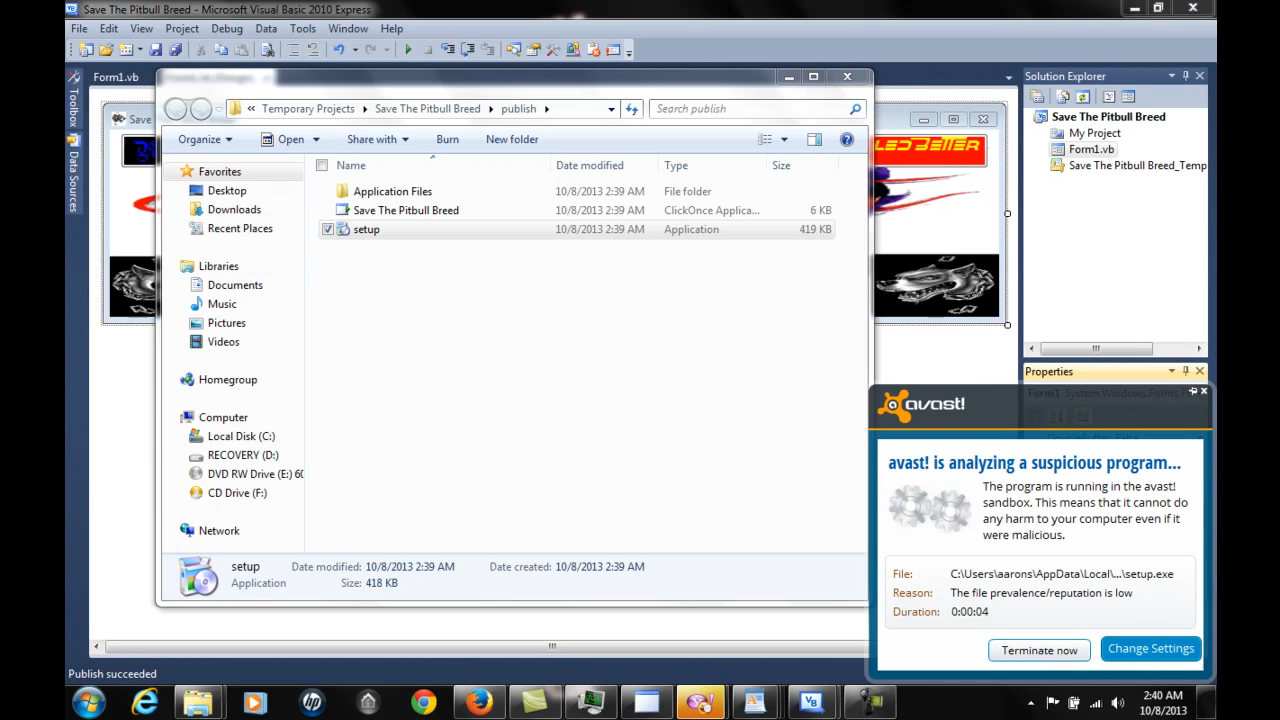 Save The Pitbull Breed - Microsoft Visual Basic 2010 Express
File Edit View Project Debug Data Tools Window Help
Form1.vb
Toolbox
Data Sources
Save
LED BETTER
Temporary Projects Save The Pitbull Breed publish
Search publish
Organize Open Share with Burn New folder
Name Date modified Type Size
Application Files 10/8/2013 2:39 AM File folder
Save The Pitbull Breed 10/8/2013 2:39 AM ClickOnce Applica... 6 KB
setup 10/8/2013 2:39 AM Application 419 KB
Favorites
Desktop
Downloads
Recent Places
Libraries
Documents
Music
Pictures
Videos
Homegroup
Computer
Local Disk (C:)
RECOVERY (D:)
DVD RW Drive (E:) 60
CD Drive (F:)
Network
setup Date modified: 10/8/2013 2:39 AM Date created: 10/8/2013 2:39 AM
Application Size: 418 KB
Solution Explorer
Save The Pitbull Breed
My Project
Form1.vb
Save The Pitbull Breed_Temp
Properties
Form1 System.Windows.Forms.Fo
avast!
avast! is analyzing a suspicious program...
The program is running in the avast!
sandbox. This means that it cannot do
any harm to your computer even if it
were malicious.
File: C:\Users\aarons\AppData\Local\...\setup.exe
Reason: The file prevalence/reputation is low
Duration: 0:00:04
Terminate now Change Settings
Publish succeeded
2:40 AM
10/8/2013